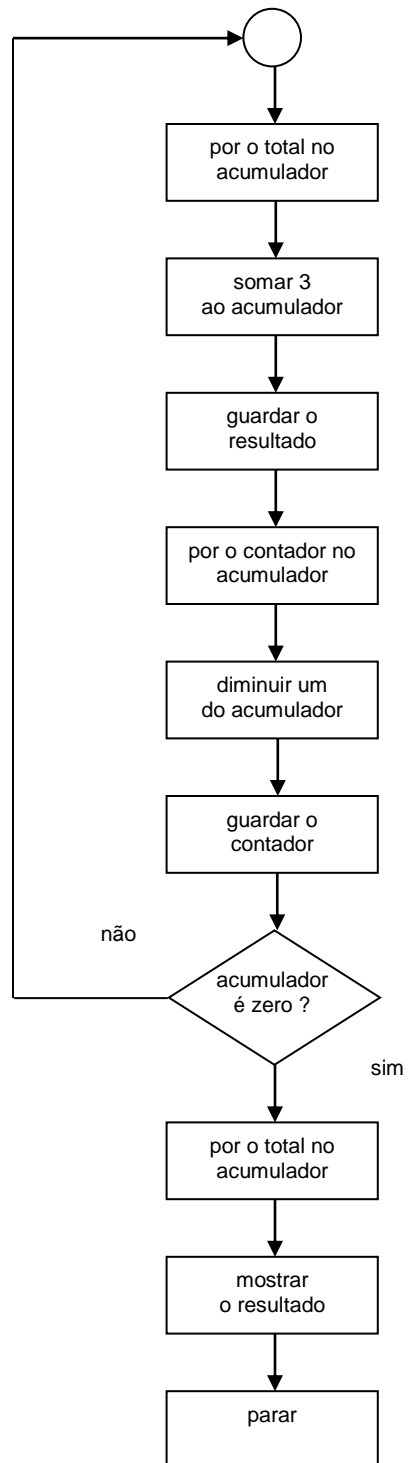 por o total no
acumulador
somar 3
ao acumulador
guardar o
resultado
por o contador no
acumulador
diminuir um
do acumulador
guardar o
contador
não
acumulador
é zero ?
sim
por o total no
acumulador
mostrar
o resultado
parar